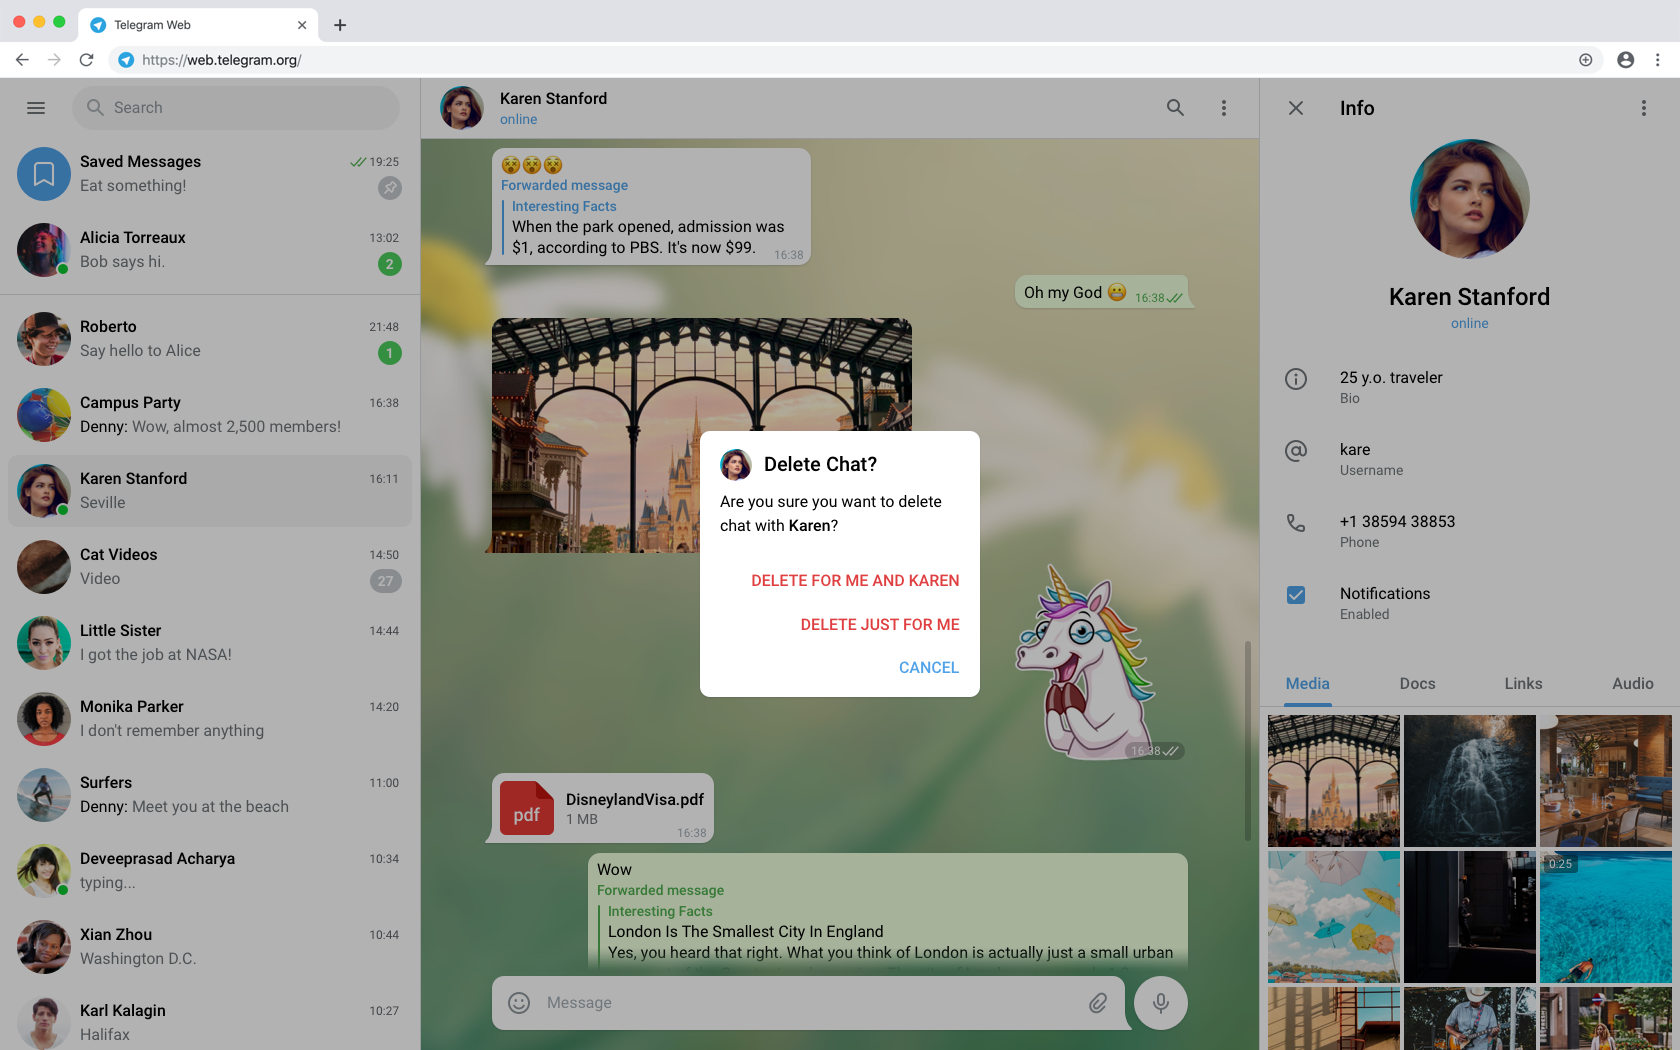 Telegram Web
https://web.telegram.org/
Search
Saved Messages
19:25
Eat something!
Alicia Torreaux
13:02
Bob says hi.
2
Roberto
21:48
Say hello to Alice
1
Campus Party
16:38
Denny: Wow, almost 2,500 members!
Karen Stanford
16:11
Seville
Cat Videos
14:50
Video
27
Little Sister
14:44
I got the job at NASA!
Monika Parker
14:20
I don't remember anything
Surfers
11:00
Denny: Meet you at the beach
Deveeprasad Acharya
10:34
typing...
Xian Zhou
10:44
Washington D.C.
Karl Kalagin
10:27
Halifax
Karen Stanford
online
Forwarded message
Interesting Facts
When the park opened, admission was
$1, according to PBS. It's now $99.
16:38
Oh my God
16:38
Delete Chat?
Are you sure you want to delete
chat with Karen?
DELETE FOR ME AND KAREN
DELETE JUST FOR ME
CANCEL
16:38
pdf
DisneylandVisa.pdf
1 MB
16:38
Wow
Forwarded message
Interesting Facts
London Is The Smallest City In England
Yes, you heard that right. What you think of London is actually just a small urban
Message
Info
Karen Stanford
online
25 y.o. traveler
Bio
kare
Username
+1 38594 38853
Phone
Notifications
Enabled
Media
Docs
Links
Audio
0:25